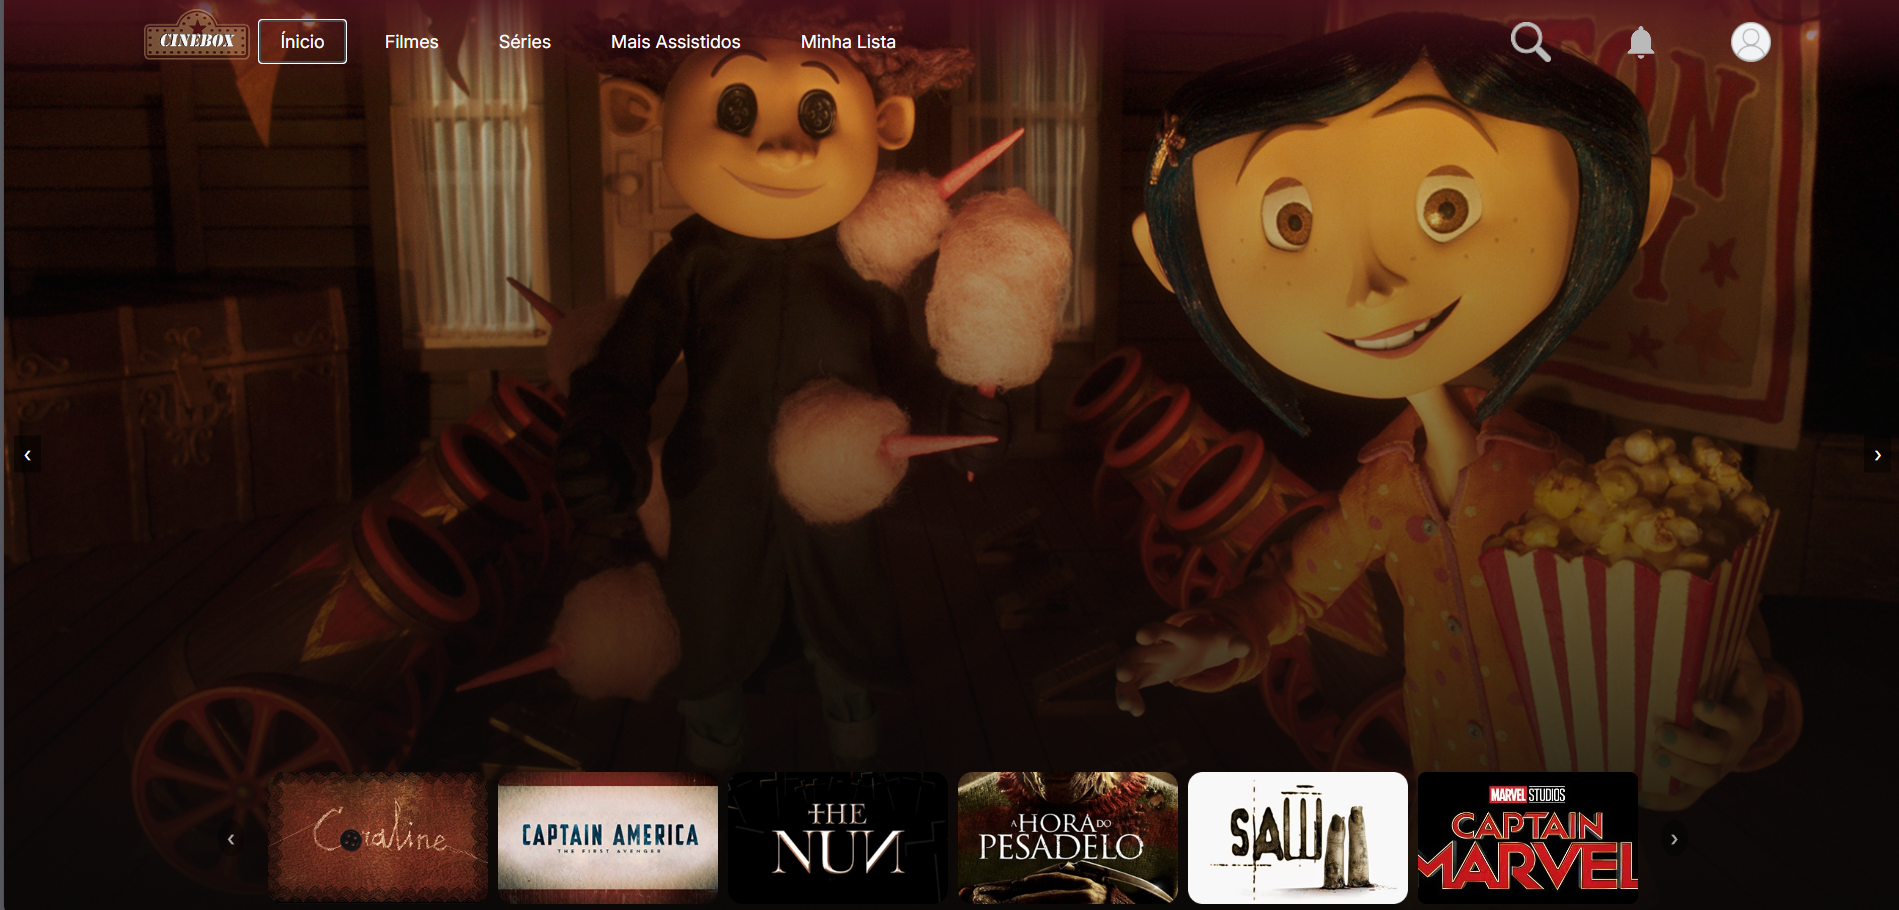 CINEBOX
Ínicio
Filmes
Séries
Mais Assistidos
Minha Lista
‹
›
‹
Coraline
CAPTAIN AMERICA
THE FIRST AVENGER
THE
NUN
A HORA DO
PESADELO
SAW II
MARVEL STUDIOS
CAPTAIN
MARVEL
›